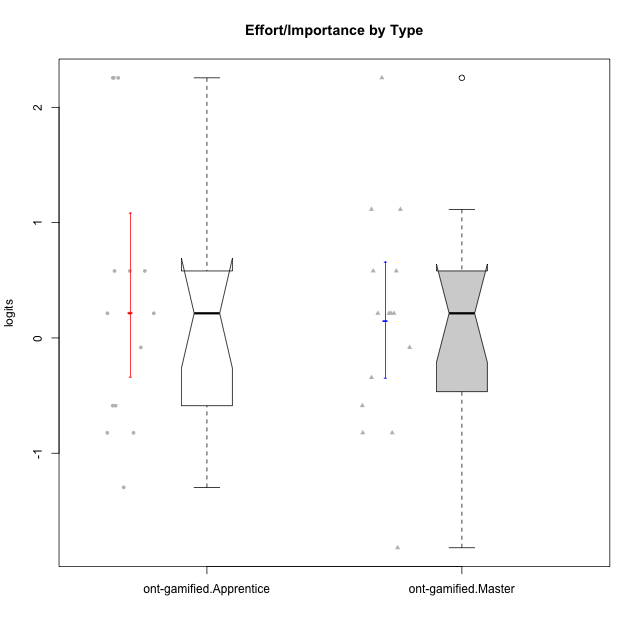 Effort/Importance by Type
logits
2
1
0
-1
ont-gamified.Apprentice
ont-gamified.Master